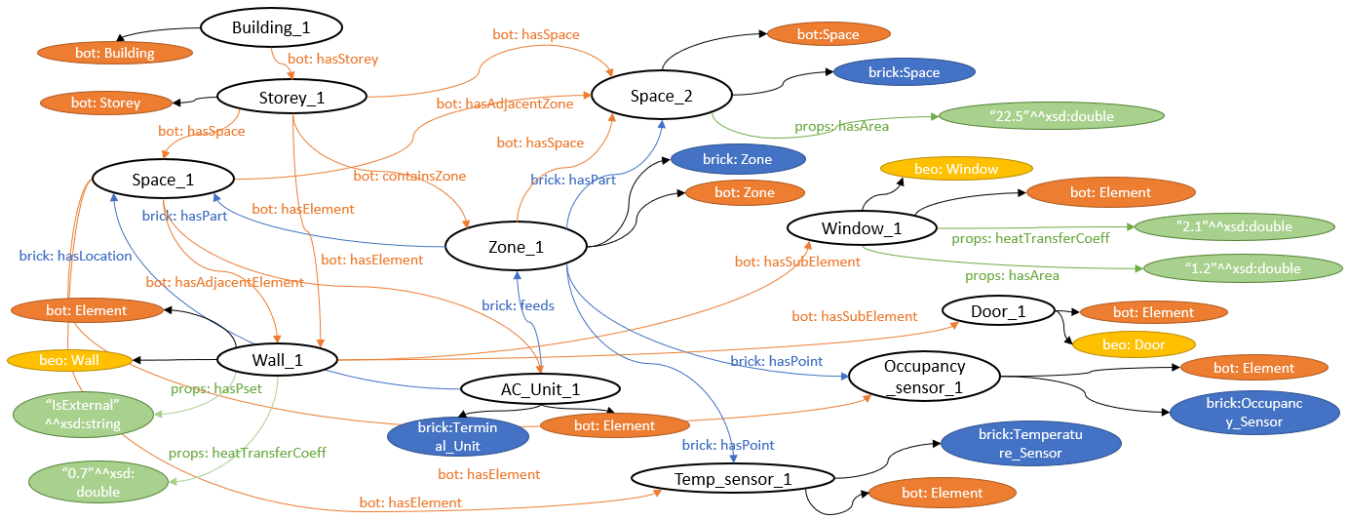 Building_1
bot: hasSpace
bot:Space
bot: Building
bot: hasStorey
brick:Space
Storey_1
Space_2
bot: Storey
bot: hasAdjacentZone
"22.5"^^xsd:double
props: hasArea
bot: hasSpace
bot: hasSpace
brick: Zone
beo: Window
Space_1
bot: containsZone
brick: hasPart
bot: Zone
bot: Element
bot: hasElement
brick: hasPart
Window_1
"2.1"^^xsd:double
props: heatTransferCoeff
Zone_1
brick: hasLocation
bot: hasElement
bot: hasSubElement
"1.2"^^xsd:double
props: hasArea
bot: hasAdjacentElement
brick: feeds
bot: Element
Door_1
bot: Element
bot: hasSubElement
beo: Door
beo: Wall
Wall_1
brick: hasPoint
Occupancy
_sensor_1
bot: Element
props: hasPset
AC_Unit_1
"IsExternal"
^^xsd:string
brick:Termin
al_Unit
bot: Element
brick:Occupanc
y_Sensor
brick: hasPoint
brick:Temperatu
re_Sensor
props: heatTransferCoeff
"0.7"^^xsd:
double
bot: hasElement
Temp_sensor_1
bot: hasElement
bot: Element